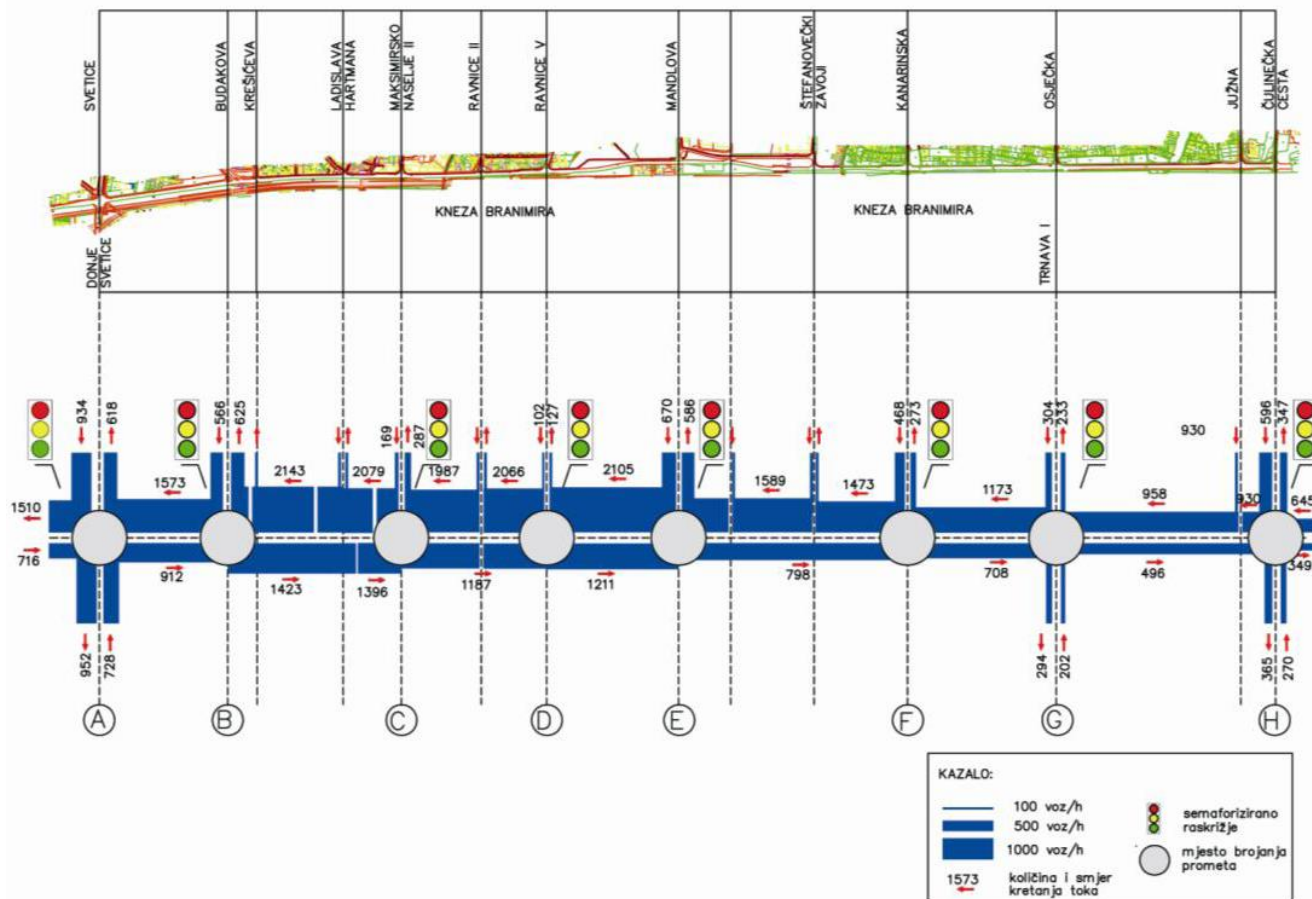 SVETICE
BUDAKOVA
KREŠIĆEVA
LADISLAVA
HARTMANA
MAKSIMIRSKO
NASELJE II
RAVNICE II
RAVNICE V
MANDLOVA
ŠTEFANOVEČKI
ZAVOJI
KANARINSKA
OSJEČKA
JUŽNA
ČULINEČKA
CESTA
KNEZA BRANIMIRA
KNEZA BRANIMIRA
DONJE
SVETICE
TRNAVA I
934
618
566
625
169
287
102
127
670
586
468
273
304
233
930
596
347
1510
1573
2143
2079
1987
2066
2105
1589
1473
1173
958
930
645
716
912
1423
1396
1187
1211
798
708
496
349
952
728
294
202
365
270
A
B
C
D
E
F
G
H
KAZALO:
100 voz/h
500 voz/h
1000 voz/h
1573
količina i smjer
kretanja toka
semaforizirano
raskrižje
mjesto brojanja
prometa